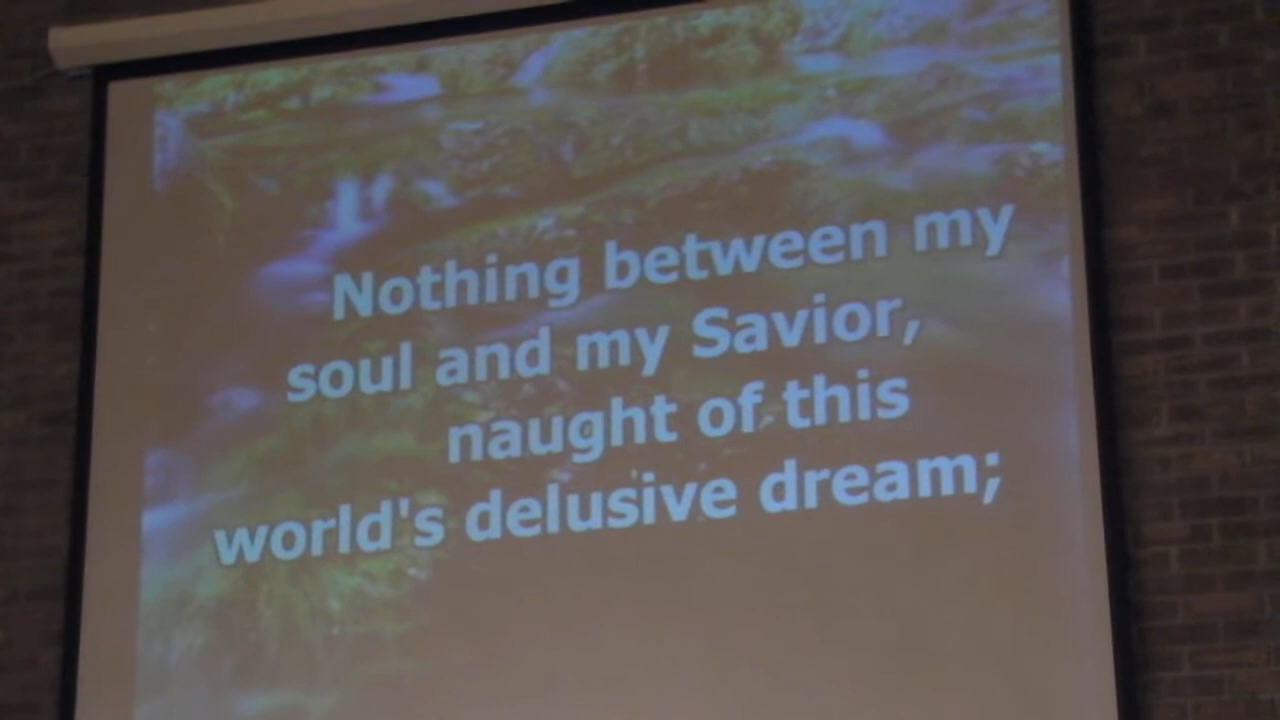 Nothing between my
soul and my Savior,
naught of this
world's delusive dream;